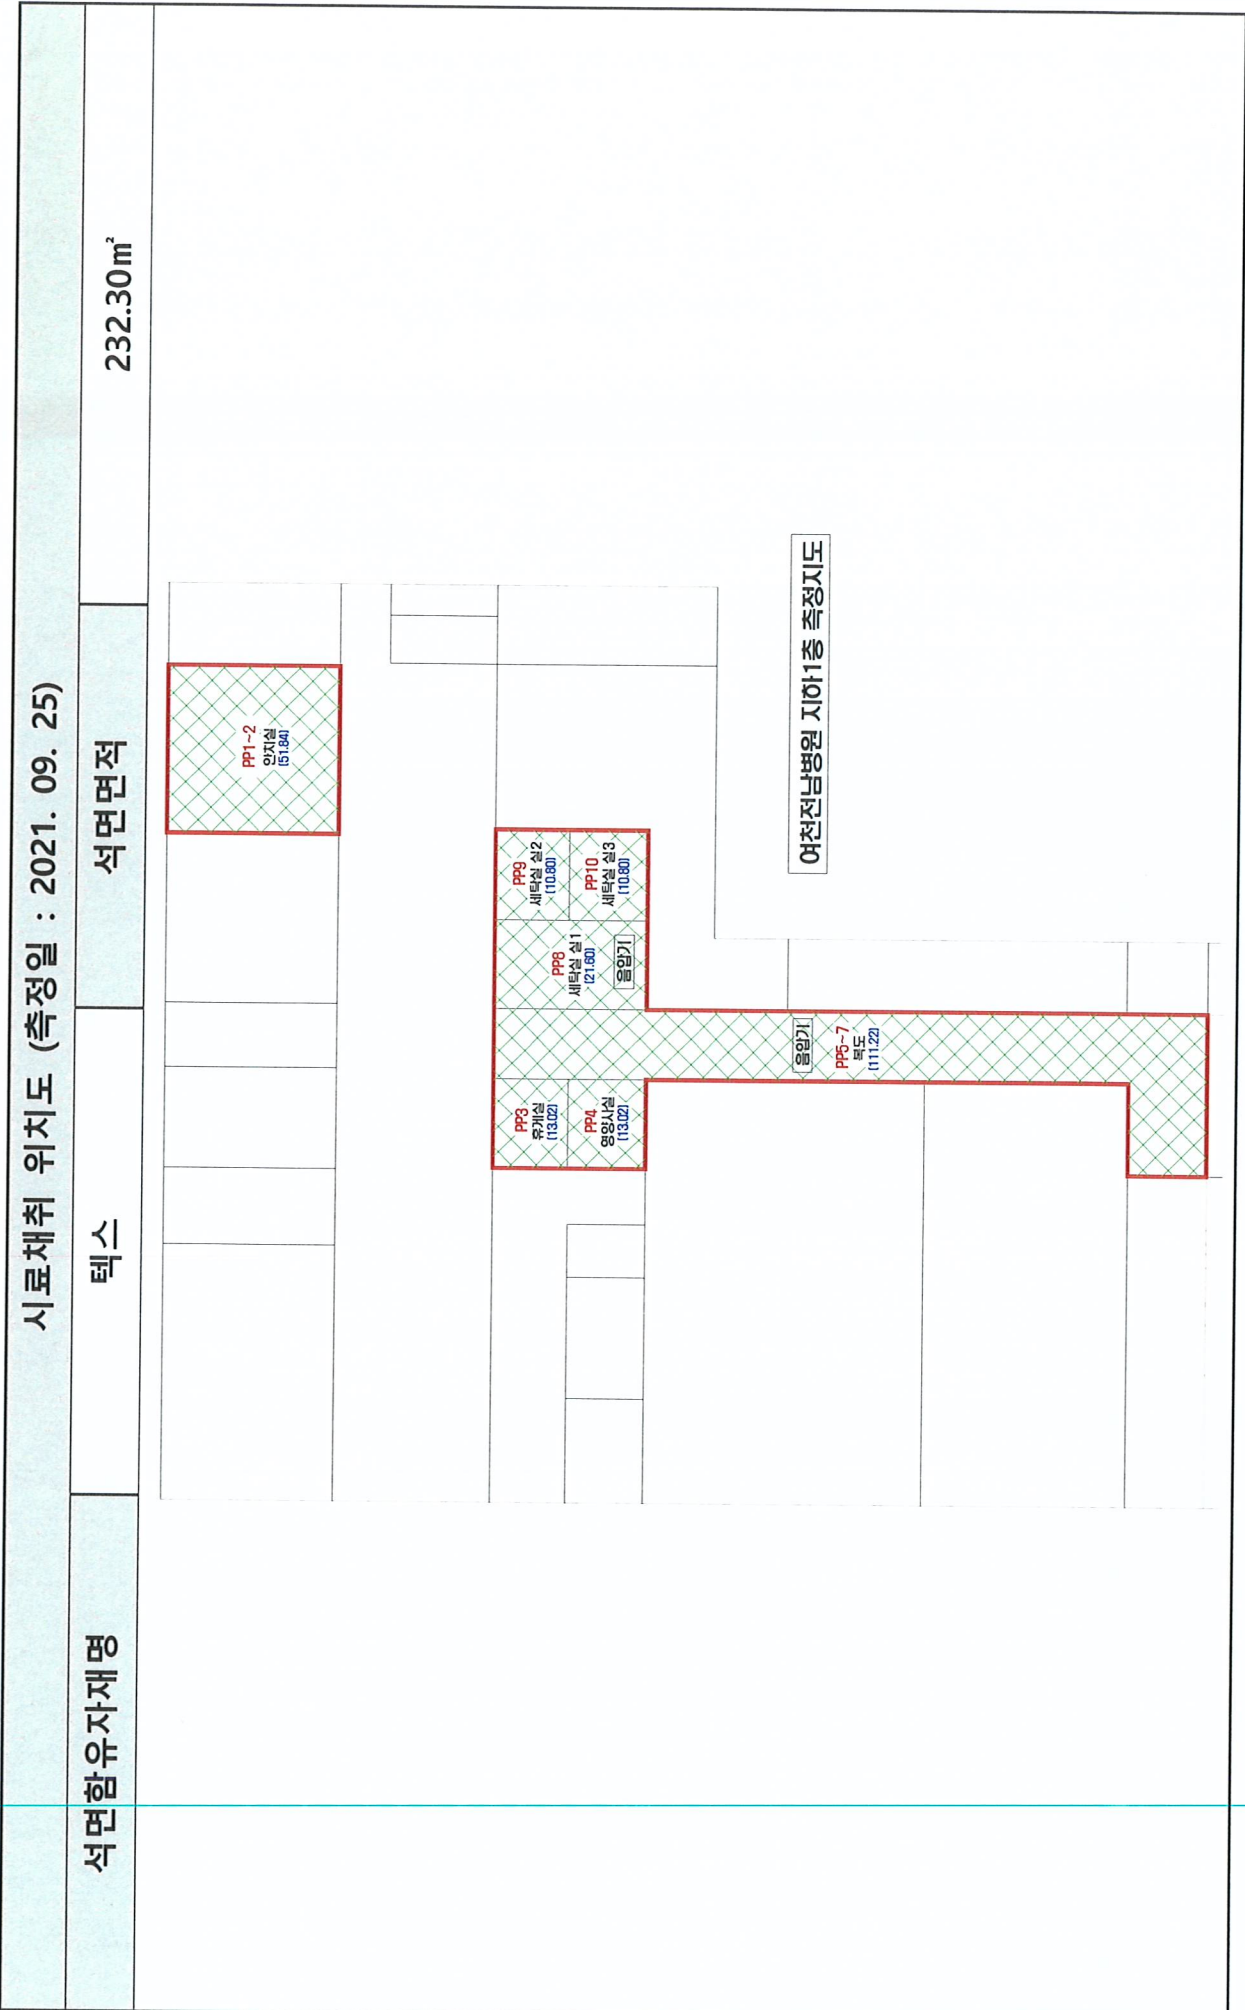 시료채취 위치도 (측정일 : 2021. 09. 25)
석면함유자재명
텍스
석면면적
232.30㎡
PP1~2
안치실
[51.84]
PP3
휴게실
[13.02]
PP4
영양사실
[13.02]
PP8
세탁실 실1
[21.60]
음압기
PP9
세탁실 실2
[10.80]
PP10
세탁실 실3
[10.80]
음압기
PP5~7
복도
[111.22]
여천전남병원 지하1층 측정지도